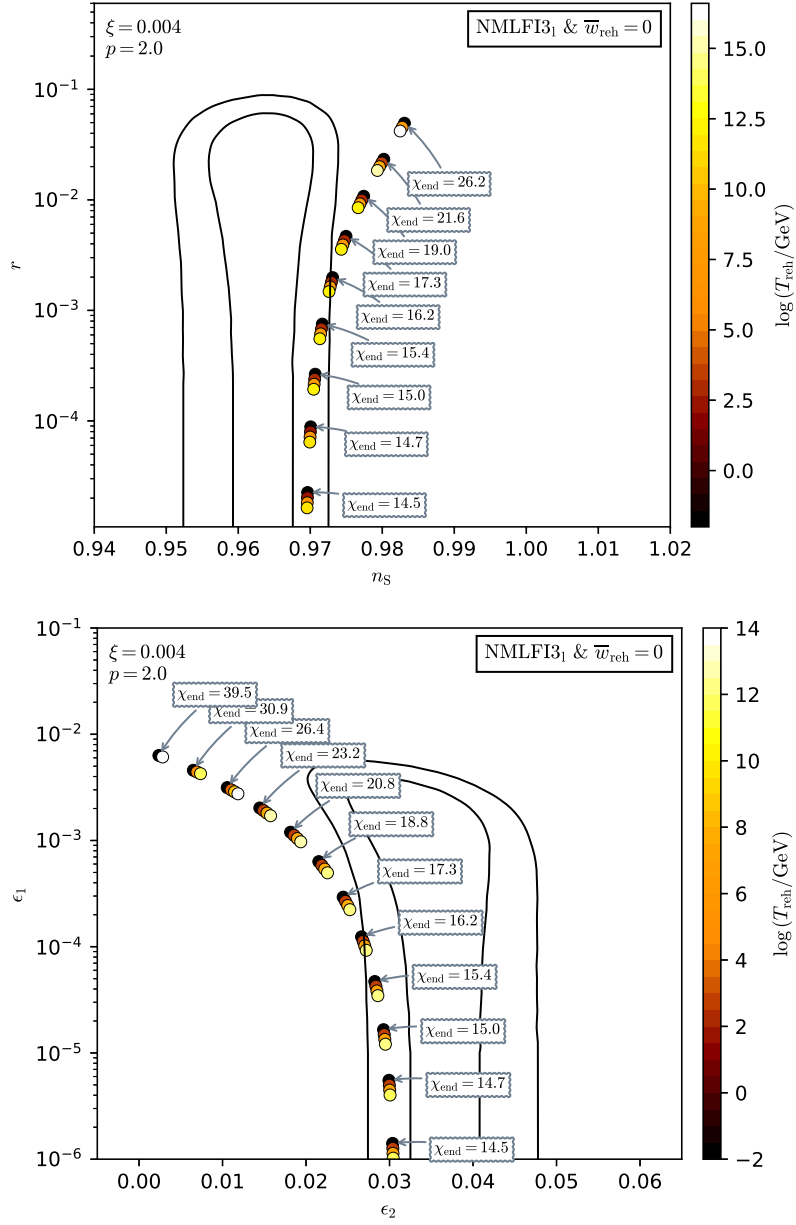 ξ = 0.004
p = 2.0
NMLFI3l & w̅reh = 0
10⁻¹
10⁻²
10⁻³
10⁻⁴
r
χend = 26.2
χend = 21.6
χend = 19.0
χend = 17.3
χend = 16.2
χend = 15.4
χend = 15.0
χend = 14.7
χend = 14.5
0.94 0.95 0.96 0.97 0.98 0.99 1.00 1.01 1.02
nS
15.0
12.5
10.0
7.5
5.0
2.5
0.0
log (Treh/GeV)
ξ = 0.004
p = 2.0
NMLFI3l & w̅reh = 0
10⁻¹
10⁻²
10⁻³
10⁻⁴
10⁻⁵
10⁻⁶
ϵ1
χend = 39.5
χend = 30.9
χend = 26.4
χend = 23.2
χend = 20.8
χend = 18.8
χend = 17.3
χend = 16.2
χend = 15.4
χend = 15.0
χend = 14.7
χend = 14.5
0.00 0.01 0.02 0.03 0.04 0.05 0.06
ϵ2
14
12
10
8
6
4
2
0
−2
log (Treh/GeV)